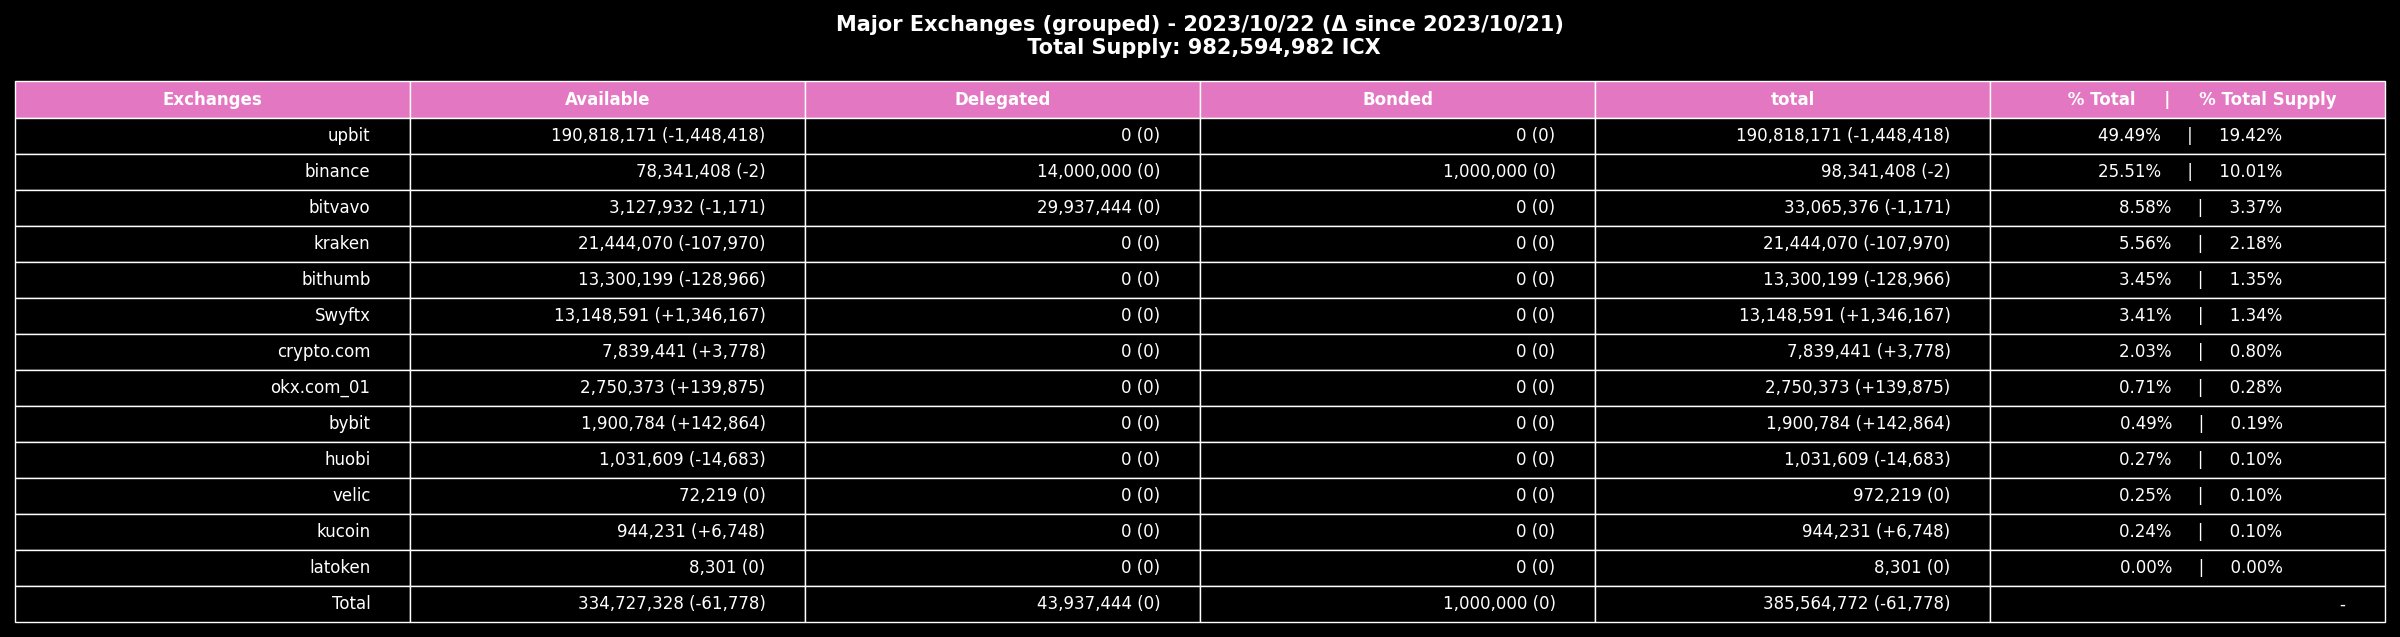 Major Exchanges (grouped) - 2023/10/22 (Δ since 2023/10/21)
Total Supply: 982,594,982 ICX
Exchanges Available Delegated Bonded total % Total | % Total Supply
upbit 190,818,171 (-1,448,418) 0 (0) 0 (0) 190,818,171 (-1,448,418) 49.49% | 19.42%
binance 78,341,408 (-2) 14,000,000 (0) 1,000,000 (0) 98,341,408 (-2) 25.51% | 10.01%
bitvavo 3,127,932 (-1,171) 29,937,444 (0) 0 (0) 33,065,376 (-1,171) 8.58% | 3.37%
kraken 21,444,070 (-107,970) 0 (0) 0 (0) 21,444,070 (-107,970) 5.56% | 2.18%
bithumb 13,300,199 (-128,966) 0 (0) 0 (0) 13,300,199 (-128,966) 3.45% | 1.35%
Swyftx 13,148,591 (+1,346,167) 0 (0) 0 (0) 13,148,591 (+1,346,167) 3.41% | 1.34%
crypto.com 7,839,441 (+3,778) 0 (0) 0 (0) 7,839,441 (+3,778) 2.03% | 0.80%
okx.com_01 2,750,373 (+139,875) 0 (0) 0 (0) 2,750,373 (+139,875) 0.71% | 0.28%
bybit 1,900,784 (+142,864) 0 (0) 0 (0) 1,900,784 (+142,864) 0.49% | 0.19%
huobi 1,031,609 (-14,683) 0 (0) 0 (0) 1,031,609 (-14,683) 0.27% | 0.10%
velic 72,219 (0) 0 (0) 0 (0) 972,219 (0) 0.25% | 0.10%
kucoin 944,231 (+6,748) 0 (0) 0 (0) 944,231 (+6,748) 0.24% | 0.10%
latoken 8,301 (0) 0 (0) 0 (0) 8,301 (0) 0.00% | 0.00%
Total 334,727,328 (-61,778) 43,937,444 (0) 1,000,000 (0) 385,564,772 (-61,778) -